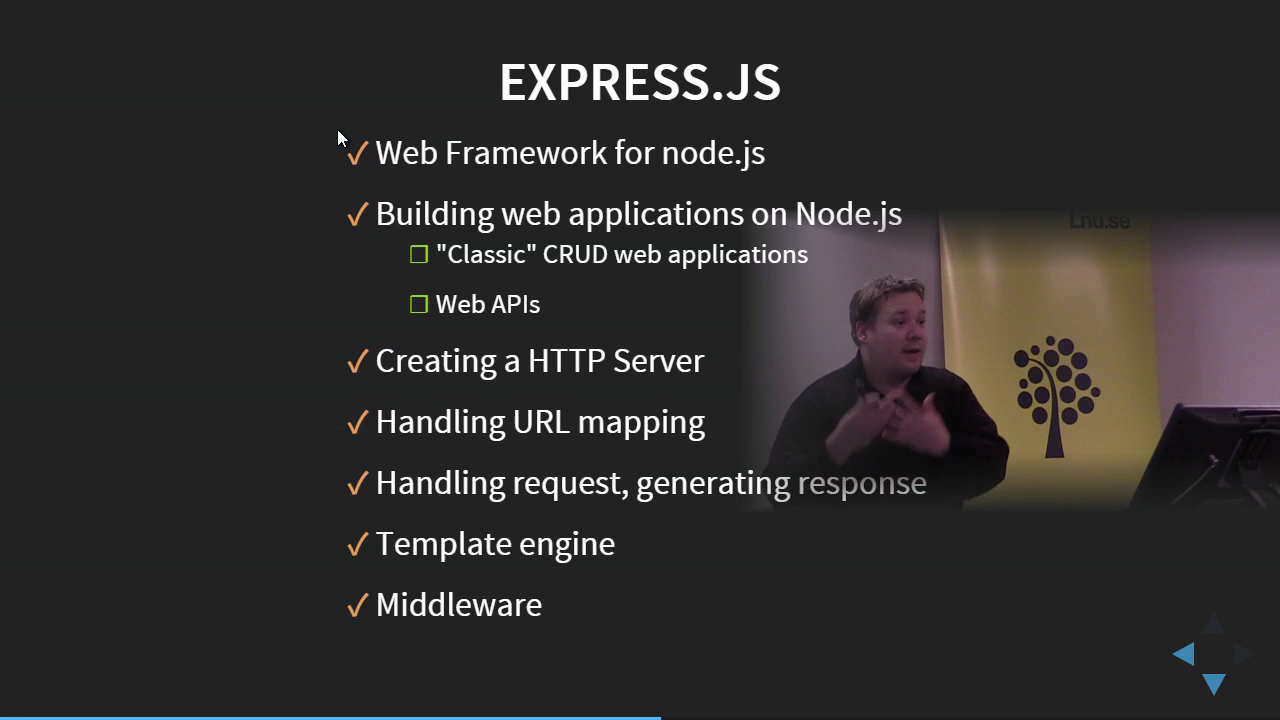 EXPRESS.JS
Web Framework for node.js
Building web applications on Node.js
"Classic" CRUD web applications
Web APIs
Creating a HTTP Server
Handling URL mapping
Handling request, generating response
Template engine
Middleware
Lnu.se